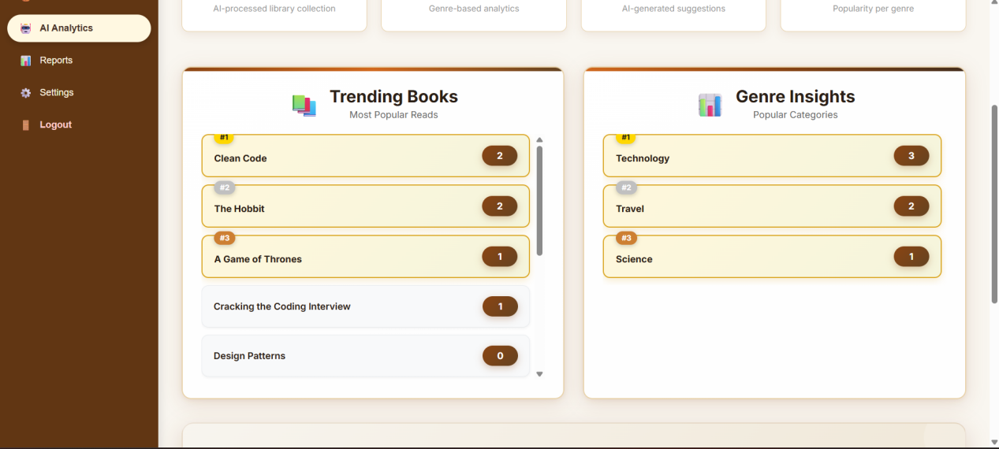 AI Analytics
Reports
Settings
Logout
AI-processed library collection
Genre-based analytics
AI-generated suggestions
Popularity per genre
Trending Books
Most Popular Reads
#1
Clean Code
2
#2
The Hobbit
2
#3
A Game of Thrones
1
Cracking the Coding Interview
1
Design Patterns
0
Genre Insights
Popular Categories
#1
Technology
3
#2
Travel
2
#3
Science
1